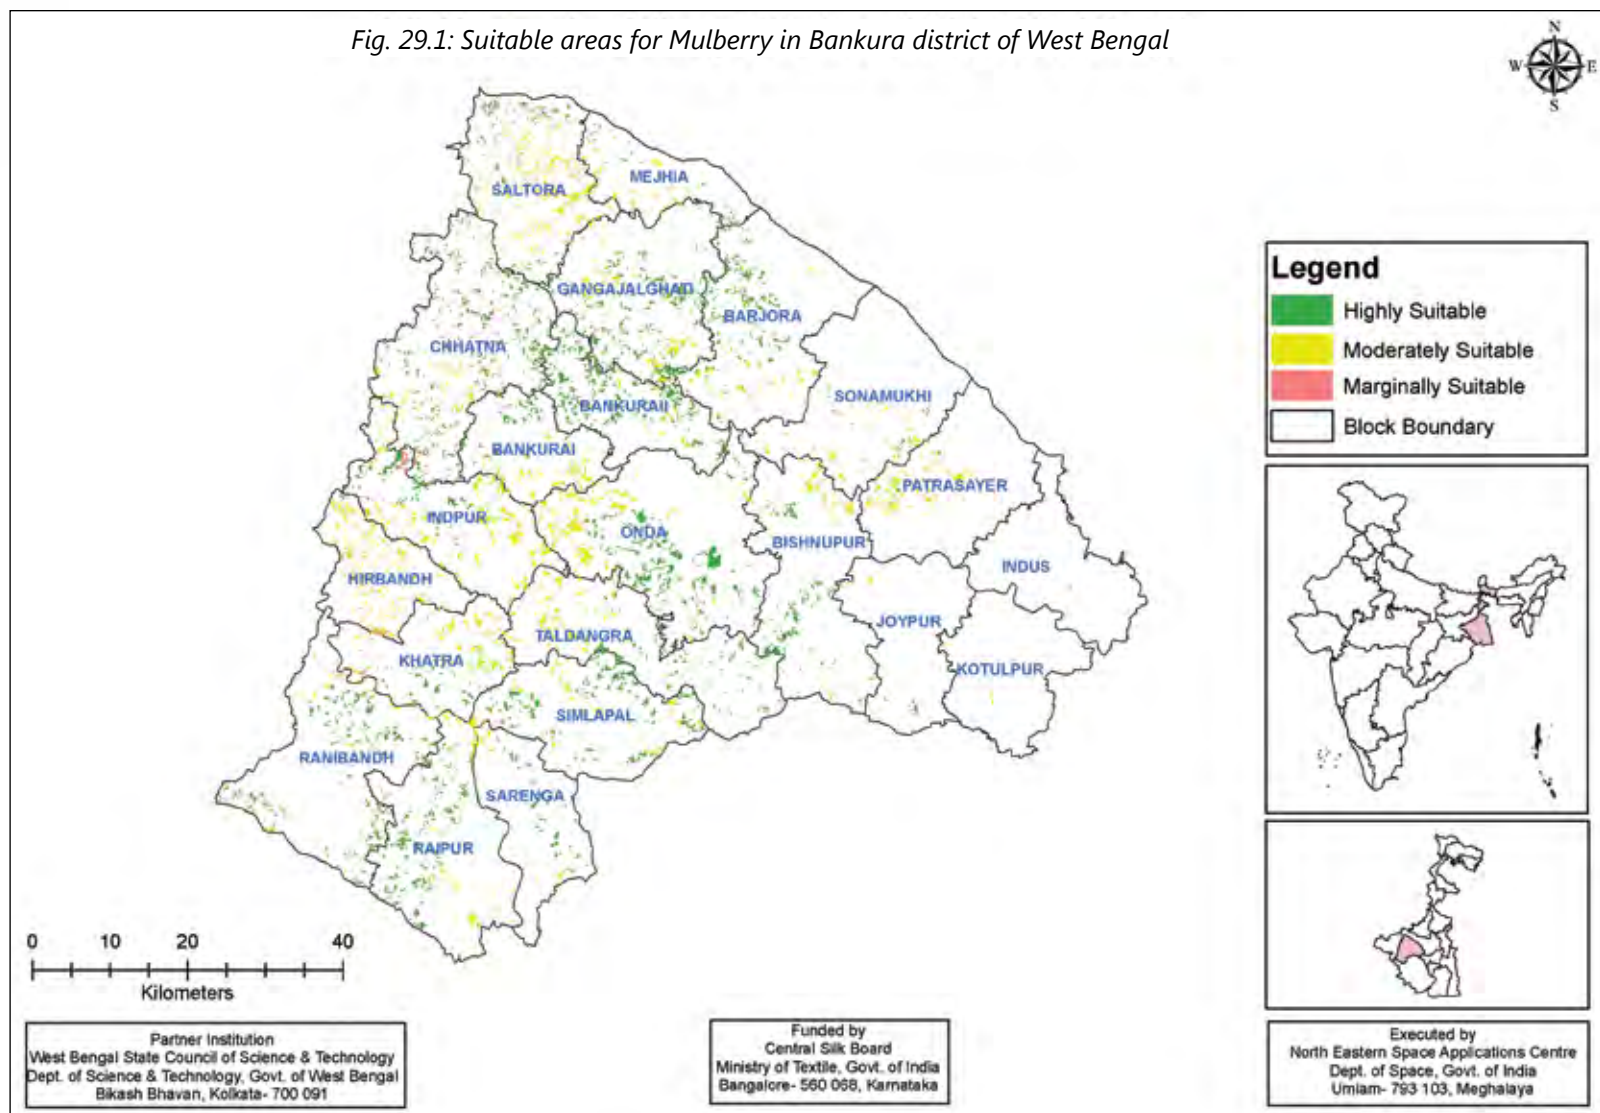 Fig. 29.1: Suitable areas for Mulberry in Bankura district of West Bengal
N
W E
S
SALTORA
MEJHIA
GANGAJALGHATI
BARJORA
CHHATNA
SONAMUKHI
BANKURAII
BANKURAI
PATRASAYER
INDPUR
ONDA
BISHNUPUR
INDUS
HIRBANDH
JOYPUR
TALDANGRA
KHATRA
KOTULPUR
SIMLAPAL
RANIBANDH
SARENGA
RAIPUR
Legend
Highly Suitable
Moderately Suitable
Marginally Suitable
Block Boundary
0 10 20 40
Kilometers
Partner Institution
West Bengal State Council of Science & Technology
Dept. of Science & Technology, Govt. of West Bengal
Bikash Bhavan, Kolkata- 700 091
Funded by
Central Silk Board
Ministry of Textile, Govt. of India
Bangalore- 560 068, Karnataka
Executed by
North Eastern Space Applications Centre
Dept. of Space, Govt. of India
Umiam- 793 103, Meghalaya